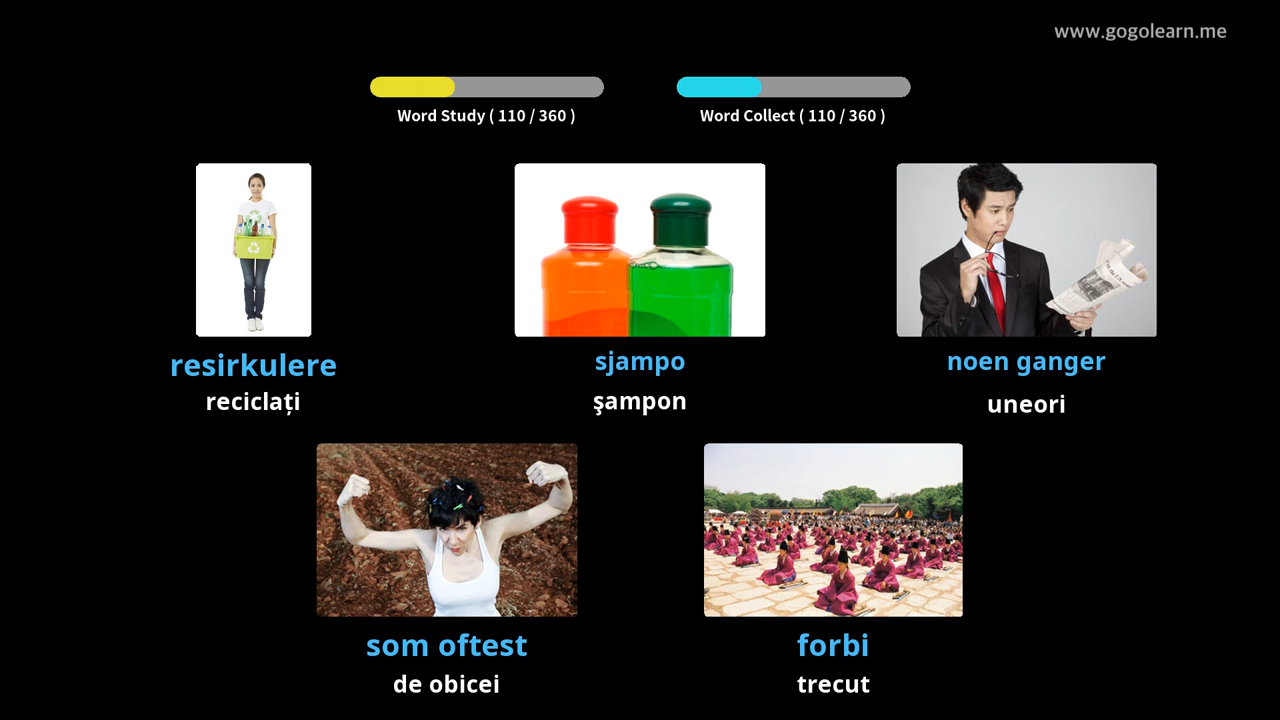 www.gogolearn.me
Word Study ( 110 / 360 )
Word Collect ( 110 / 360 )
resirkulere
reciclați
sjampo
şampon
noen ganger
uneori
som oftest
de obicei
forbi
trecut